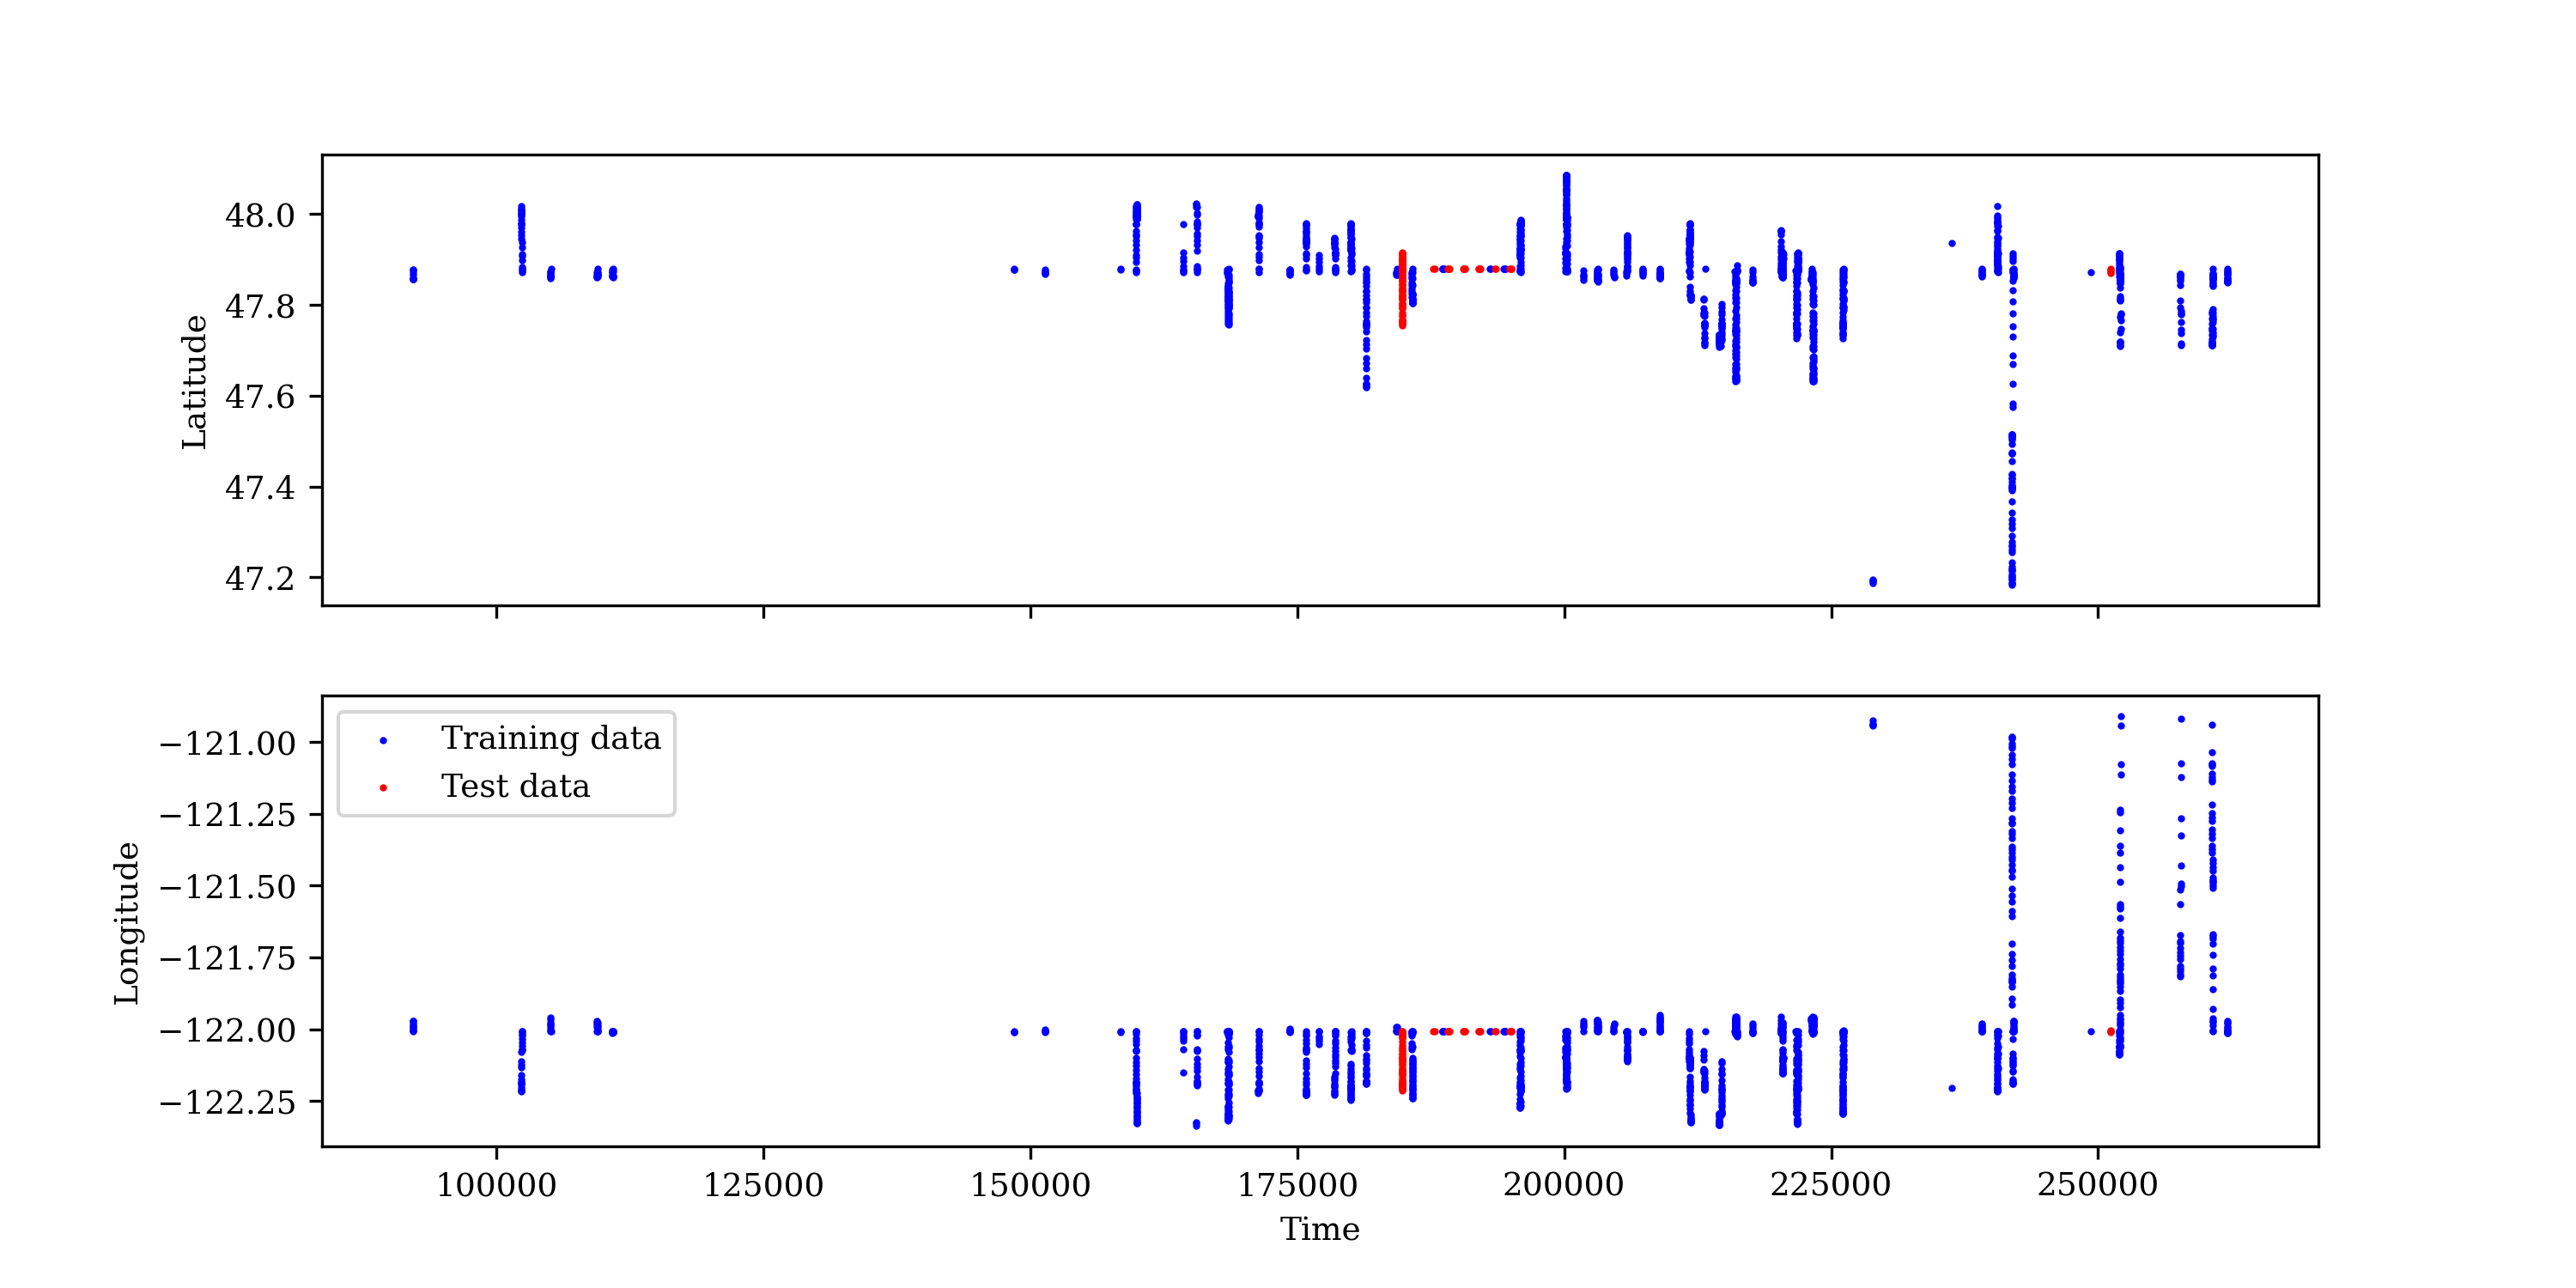 48.0
47.8
47.6
47.4
47.2
Latitude
−121.00
−121.25
−121.50
−121.75
−122.00
−122.25
Longitude
Training data
Test data
100000 125000 150000 175000 200000 225000 250000
Time